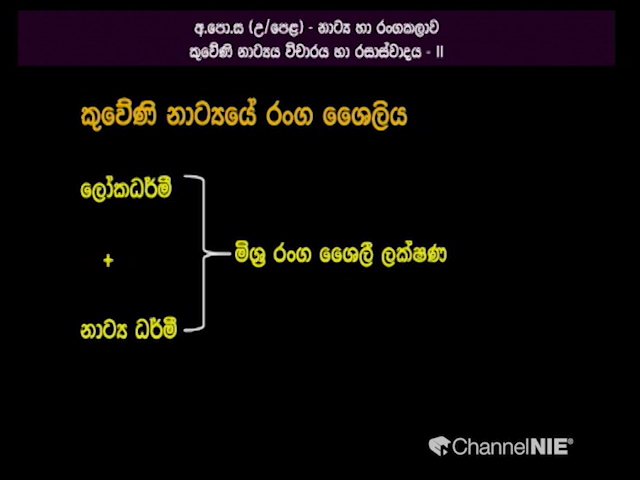 අ.පො.ස (උ/පෙළ) - නාට්‍ය හා රංගකලාව
කුවේණි නාට්‍යය විචාරය හා රසාස්වාදය - II
කුවේණි නාට්‍යයේ රංග ශෛලිය
ලෝකධර්මී
+
මිශ්‍ර රංග ශෛලී ලක්ෂණ
නාට්‍ය ධර්මී
ChannelNIE®